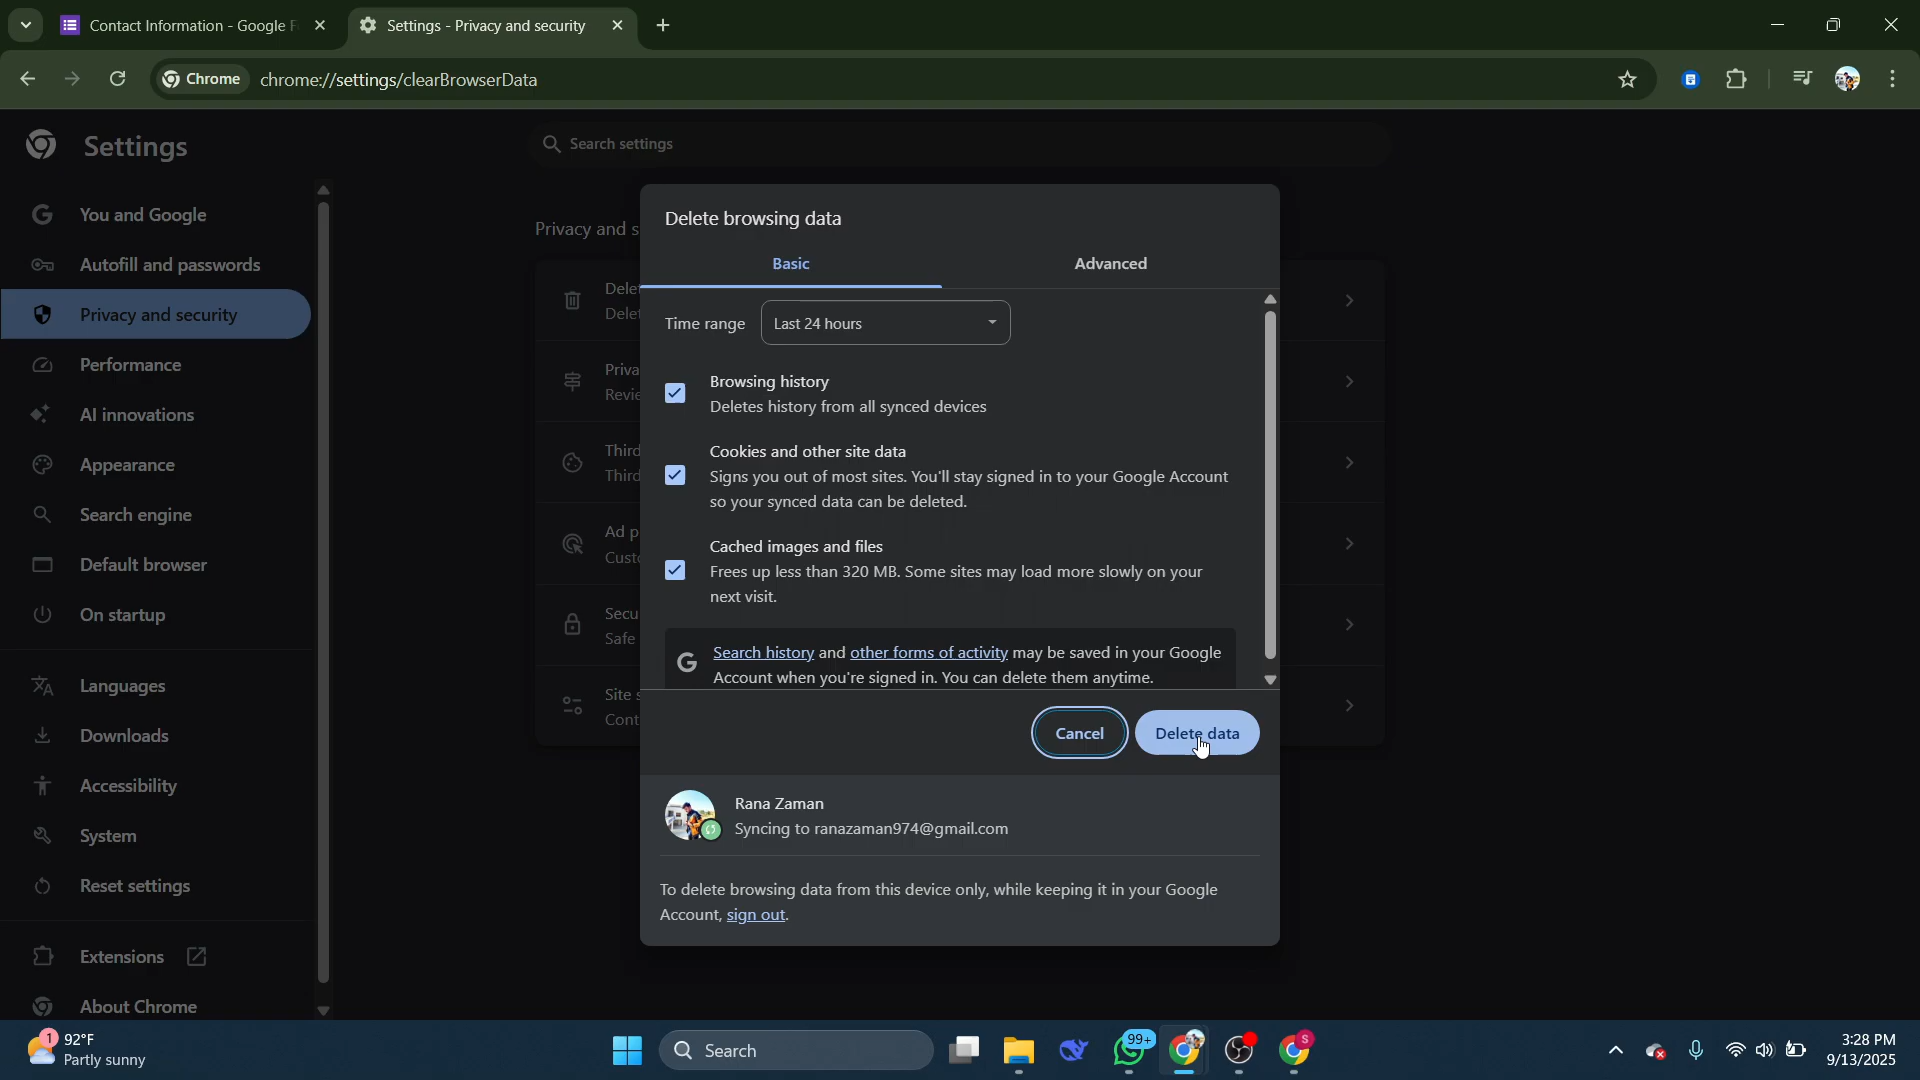 Contact Information - Google F
Settings - Privacy and security
Chrome
chrome://settings/clearBrowserData
Settings
Search settings
You and Google
Autofill and passwords
Privacy and security
Performance
AI innovations
Appearance
Search engine
Default browser
On startup
Languages
Downloads
Accessibility
System
Reset settings
Extensions
About Chrome
Privacy and s
Dele
Delet
Priva
Revie
Third
Third
Ad p
Custo
Secu
Safe
Site s
Cont
Delete browsing data
Basic
Advanced
Time range
Last 24 hours
Browsing history
Deletes history from all synced devices
Cookies and other site data
Signs you out of most sites. You'll stay signed in to your Google Account
so your synced data can be deleted.
Cached images and files
Frees up less than 320 MB. Some sites may load more slowly on your
next visit.
Search history and other forms of activity may be saved in your Google
Account when you're signed in. You can delete them anytime.
Cancel
Delete data
Rana Zaman
Syncing to ranazaman974@gmail.com
To delete browsing data from this device only, while keeping it in your Google
Account, sign out.
1
92°F
Partly sunny
Search
99+
S
3:28 PM
9/13/2025